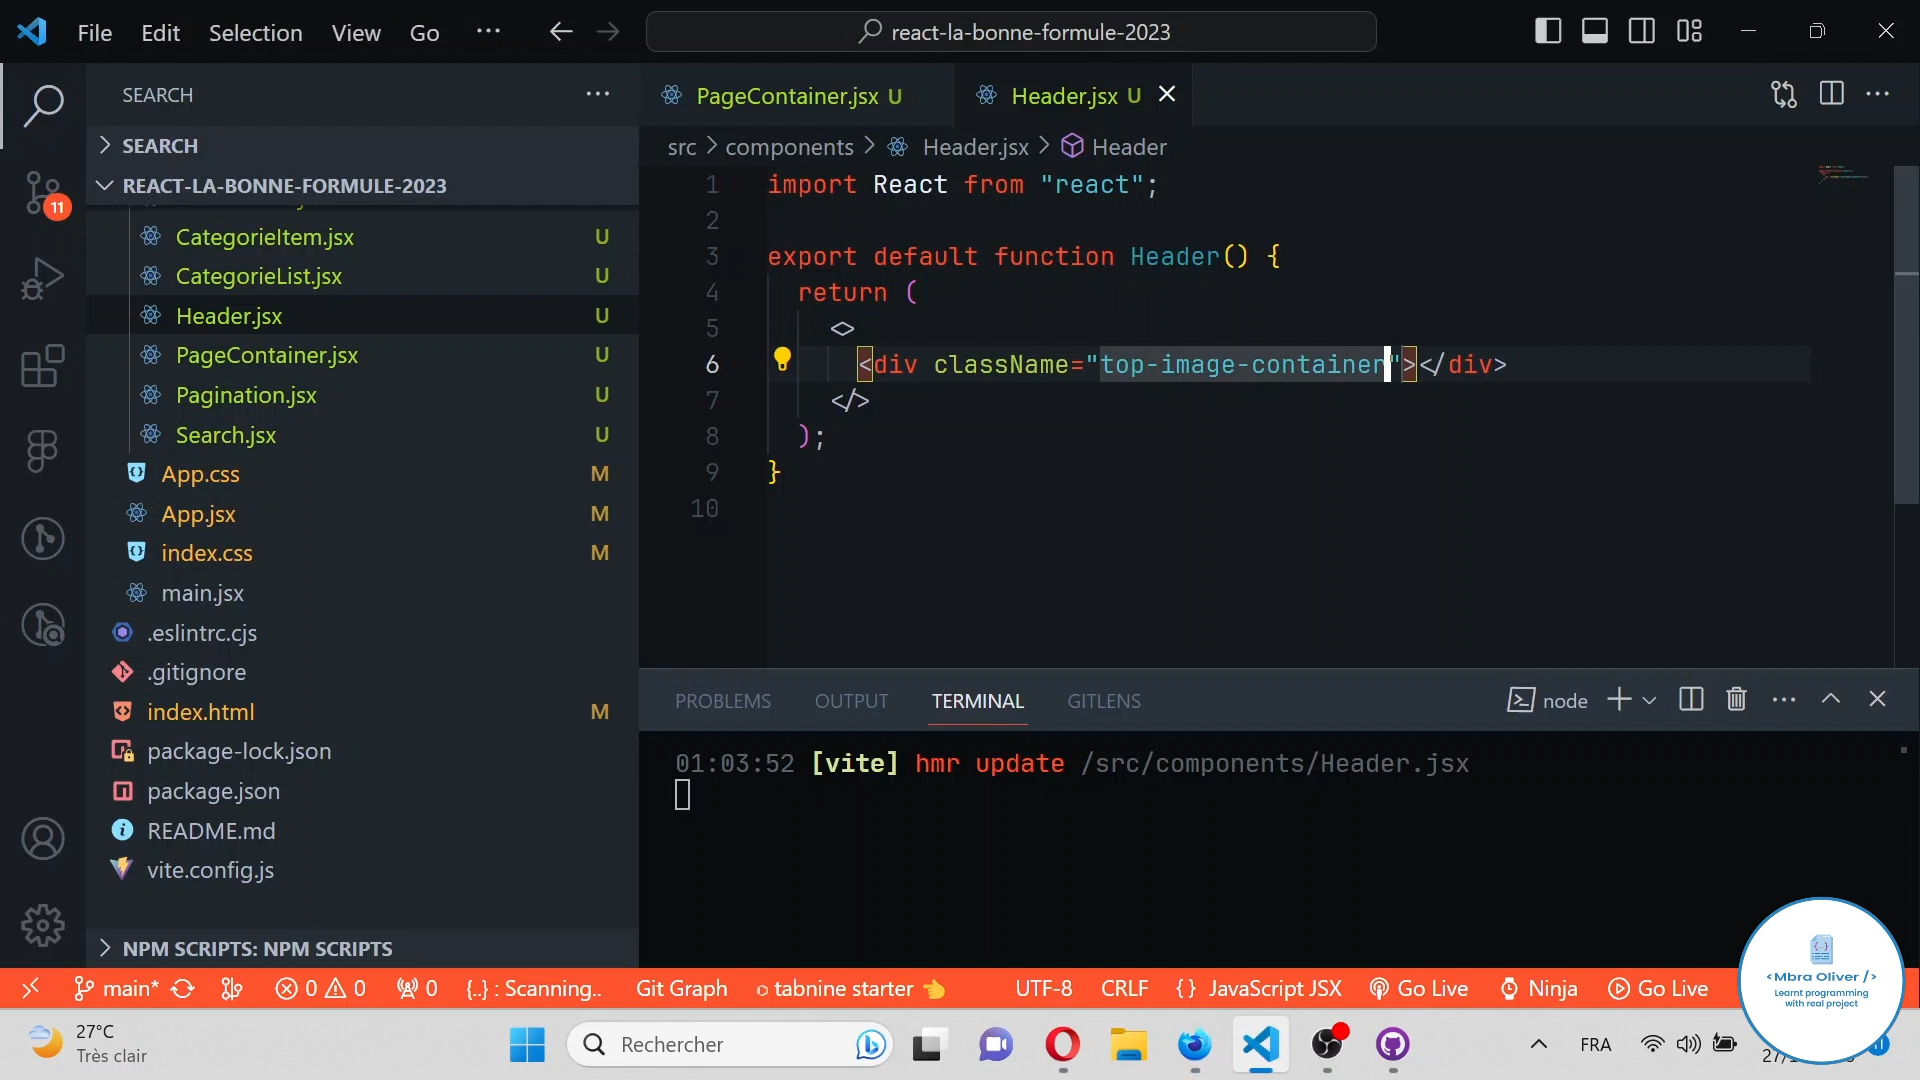 File Edit Selection View Go ... react-la-bonne-formule-2023
SEARCH
SEARCH
REACT-LA-BONNE-FORMULE-2023
CategorieItem.jsx U
CategorieList.jsx U
Header.jsx U
PageContainer.jsx U
Pagination.jsx U
Search.jsx U
App.css M
App.jsx M
index.css M
main.jsx
.eslintrc.cjs
.gitignore
index.html M
package-lock.json
package.json
README.md
vite.config.js
NPM SCRIPTS: NPM SCRIPTS
11
PageContainer.jsx U Header.jsx U
src > components > Header.jsx > Header
1 import React from "react";
2
3 export default function Header() {
4 return (
5 <>
6 <div className="top-image-container"></div>
7 </>
8 );
9 }
10
PROBLEMS OUTPUT TERMINAL GITLENS node
01:03:52 [vite] hmr update /src/components/Header.jsx
main* 0 0 0 {..} : Scanning.. Git Graph tabnine starter UTF-8 CRLF {} JavaScript JSX Go Live Ninja Go Live
<Mbra Oliver />
Learnt programming
with real project
27°C
Très clair
Rechercher
FRA